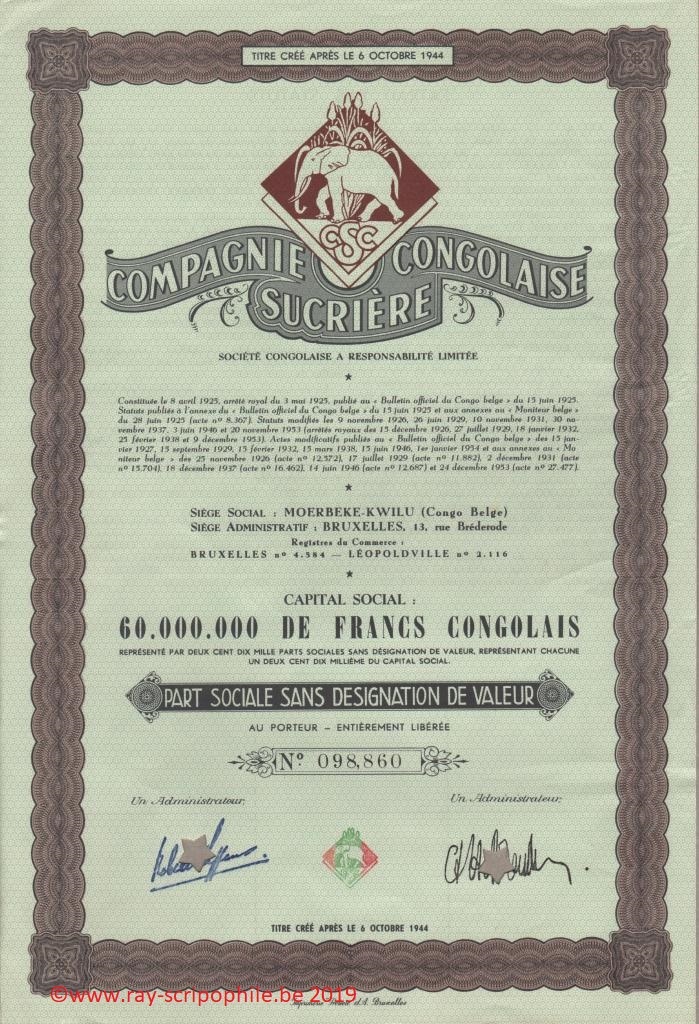 TITRE CRÉÉ APRÈS LE 6 OCTOBRE 1944
CSC
COMPAGNIE CONGOLAISE
SUCRIÈRE
SOCIÉTÉ CONGOLAISE A RESPONSABILITÉ LIMITÉE
Constituée le 8 avril 1925, arrêté royal du 3 mai 1925, publié au « Bulletin officiel du Congo belge » du 15 juin 1925.
Statuts publiés à l'annexe du « Bulletin officiel du Congo belge » du 15 juin 1925 et aux annexes au « Moniteur belge »
du 28 juin 1925 (acte nº 8.367). Statuts modifiés les 9 novembre 1926, 26 juin 1929, 10 novembre 1931, 30 no-
vembre 1937, 3 juin 1946 et 20 novembre 1953 (arrêtés royaux des 15 décembre 1926, 27 juillet 1929, 18 janvier 1932,
25 février 1938 et 9 décembre 1953). Actes modificatifs publiés au « Bulletin officiel du Congo belge » des 15 jan-
vier 1927, 15 septembre 1929, 15 février 1932, 15 mars 1938, 15 juin 1946, 1er janvier 1954 et aux annexes au « Mo-
niteur belge » des 25 novembre 1926 (acte nº 12.572), 17 juillet 1929 (acte nº 11.882), 2 décembre 1931 (acte
nº 15.704), 18 décembre 1937 (acte nº 16.462), 14 juin 1946 (acte nº 12.687) et 24 décembre 1953 (acte nº 27.477).
SIÈGE SOCIAL : MOERBEKE-KWILU (Congo Belge)
SIÈGE ADMINISTRATIF : BRUXELLES, 13, rue Bréderode
Registres du Commerce :
BRUXELLES nº 4.584 — LÉOPOLDVILLE nº 2.116
CAPITAL SOCIAL :
60.000.000 DE FRANCS CONGOLAIS
REPRÉSENTÉ PAR DEUX CENT DIX MILLE PARTS SOCIALES SANS DÉSIGNATION DE VALEUR, REPRÉSENTANT CHACUNE
UN DEUX CENT DIX MILLIÈME DU CAPITAL SOCIAL.
PART SOCIALE SANS DESIGNATION DE VALEUR
AU PORTEUR – ENTIÈREMENT LIBÉRÉE
Nº 098,860
Un Administrateur, Un Administrateur,
TITRE CRÉÉ APRÈS LE 6 OCTOBRE 1944
©www.ray-scripophile.be 2019
Bruxelles